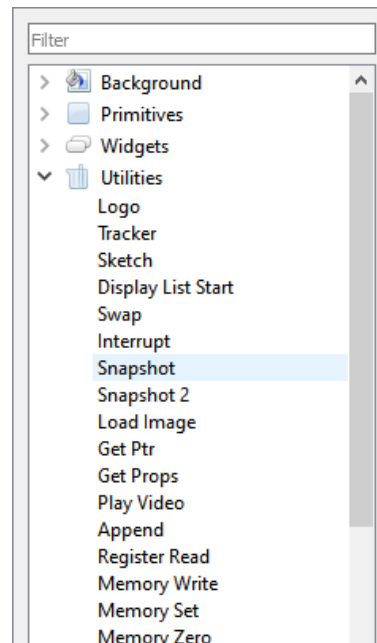 Filter
Background
Primitives
Widgets
Utilities
Logo
Tracker
Sketch
Display List Start
Swap
Interrupt
Snapshot
Snapshot 2
Load Image
Get Ptr
Get Props
Play Video
Append
Register Read
Memory Write
Memory Set
Memory Zero